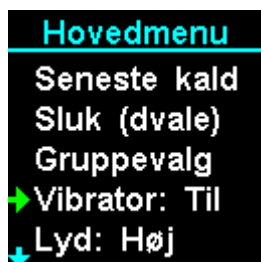 Hovedmenu
Seneste kald
Sluk (dvale)
Gruppevalg
Vibrator: Til
Lyd: Høj